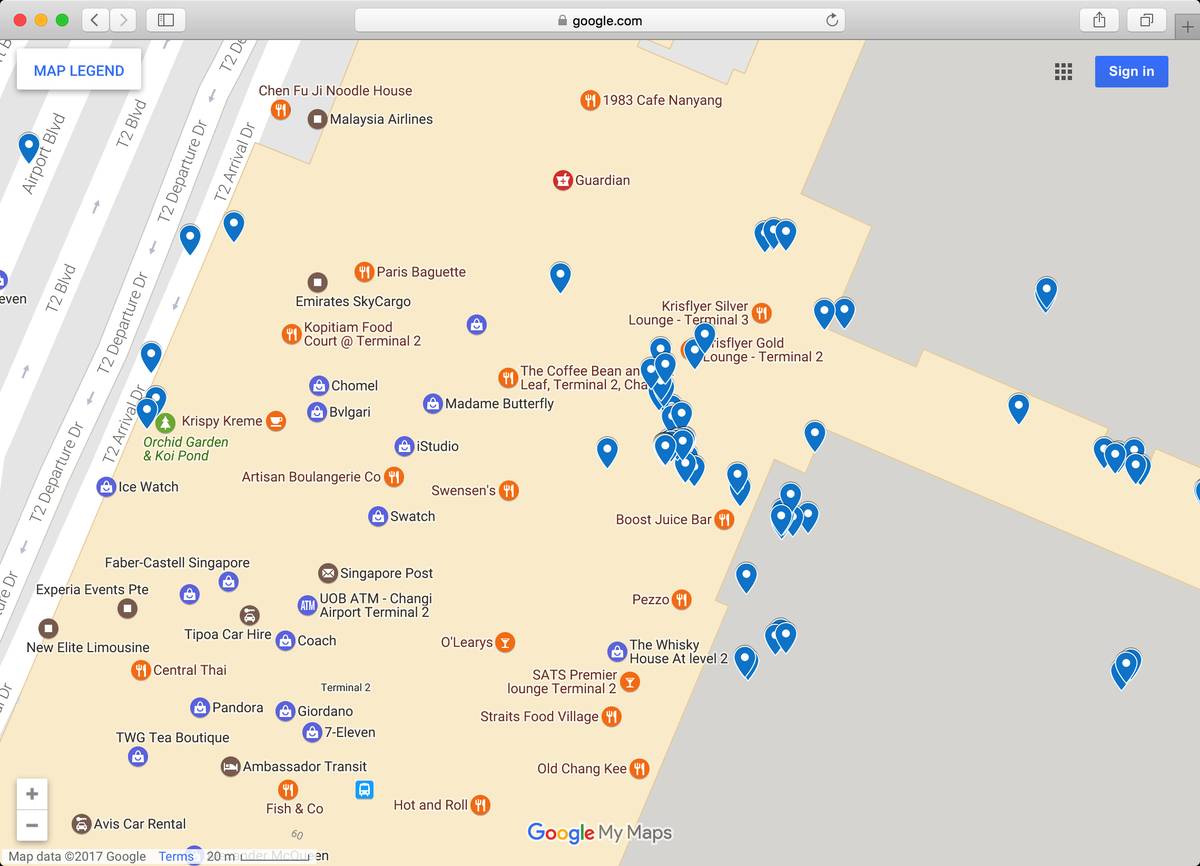 google.com
MAP LEGEND
Sign in
T2 De
T2 Blvd
Airport Blvd
T2 Departure Dr
T2 Arrival Dr
Chen Fu Ji Noodle House
Malaysia Airlines
1983 Cafe Nanyang
Guardian
Paris Baguette
even
T2 Blvd
Emirates SkyCargo
Krisflyer Silver
Lounge - Terminal 3
T2 Departure Dr
Kopitiam Food
Court @ Terminal 2
risflyer Gold
Lounge - Terminal 2
The Coffee Bean an
Leaf, Terminal 2, Cha
Chomel
Madame Butterfly
Bvlgari
T2 Arrival Dr
Krispy Kreme
Orchid Garden
& Koi Pond
iStudio
T2 Departure Dr
Artisan Boulangerie Co
Ice Watch
Swensen's
Swatch
Boost Juice Bar
Faber-Castell Singapore
Singapore Post
Experia Events Pte
ture Dr
ATM
UOB ATM - Changi
Airport Terminal 2
Pezzo
Tipoa Car Hire
Coach
O'Learys
New Elite Limousine
The Whisky
House At level 2
Central Thai
SATS Premier
lounge Terminal 2
Terminal 2
Pandora
Giordano
Straits Food Village
7-Eleven
TWG Tea Boutique
Ambassador Transit
Old Chang Kee
Fish & Co
Hot and Roll
Avis Car Rental
60
Google My Maps
Map data ©2017 Google
Terms
20 m